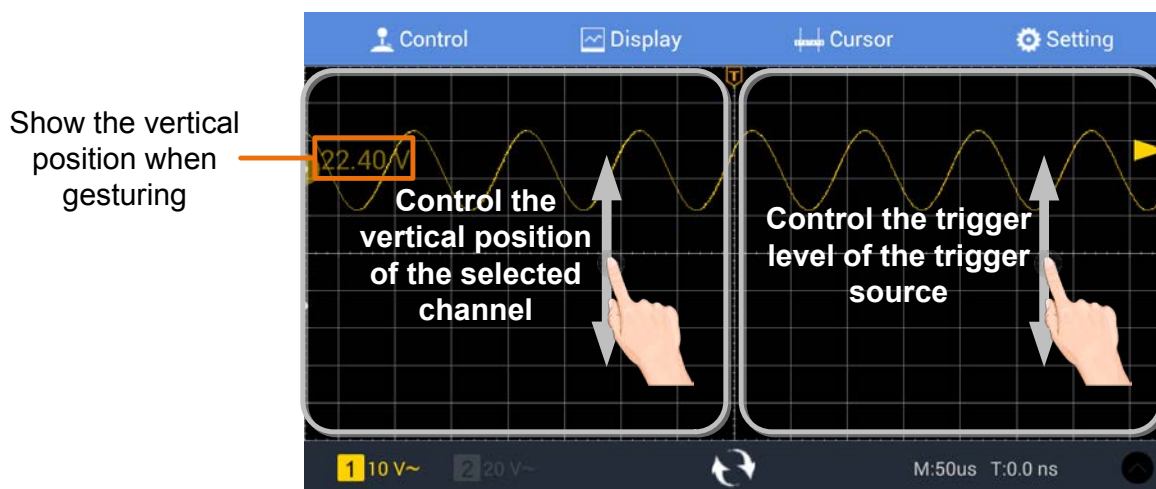 Control Display Cursor Setting
T
Show the vertical
position when
gesturing
22.40 V
Control the
vertical position
of the selected
channel
Control the trigger
level of the trigger
source
1 10 V~ 2 20 V~ M:50us T:0.0 ns